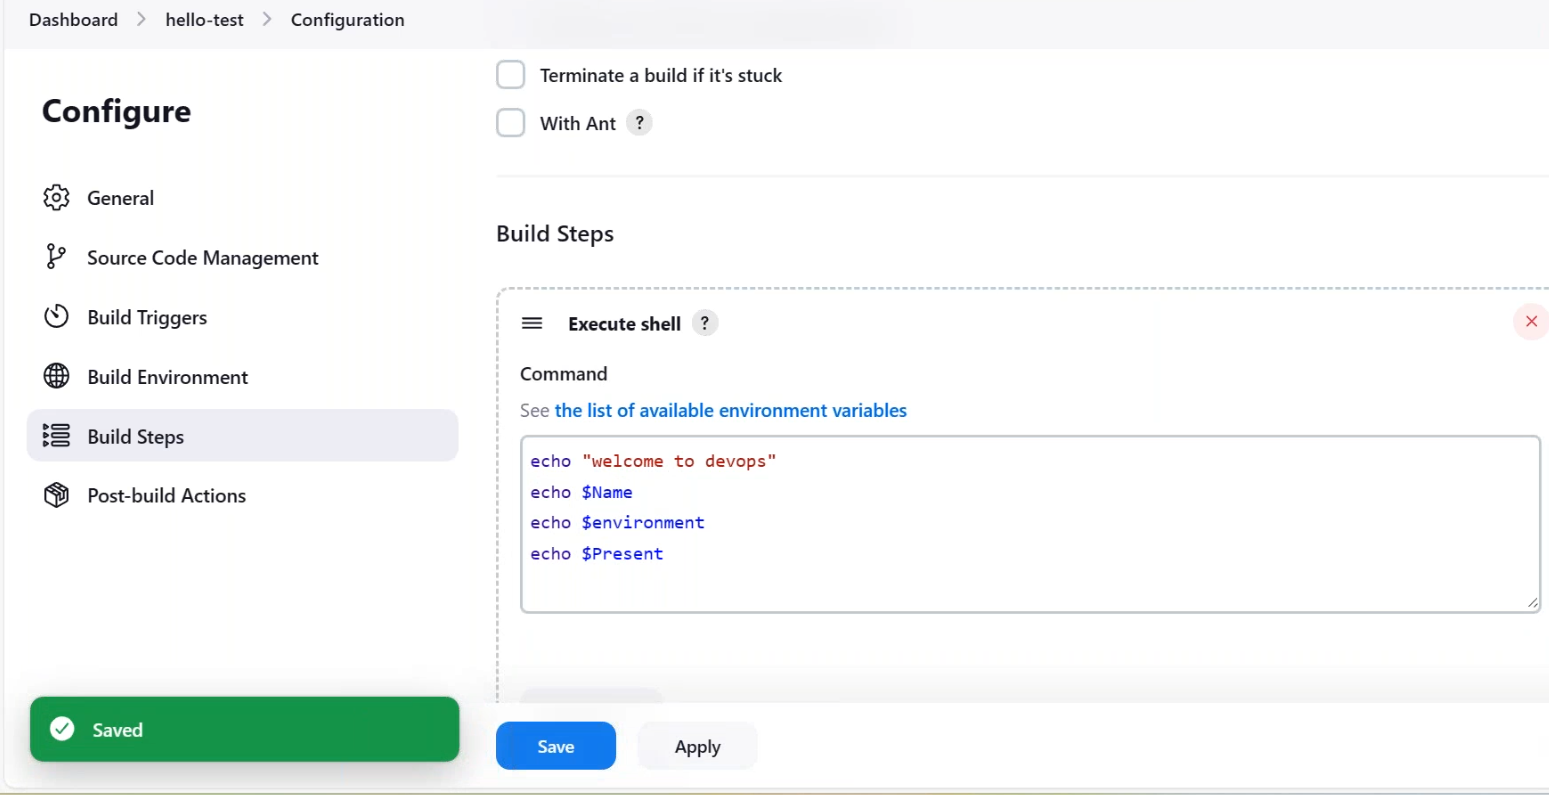 Dashboard > hello-test > Configuration
Configure
General
Source Code Management
Build Triggers
Build Environment
Build Steps
Post-build Actions
Saved
Terminate a build if it's stuck
With Ant ?
Build Steps
Execute shell ?
Command
See the list of available environment variables
echo "welcome to devops"
echo $Name
echo $environment
echo $Present
Save
Apply